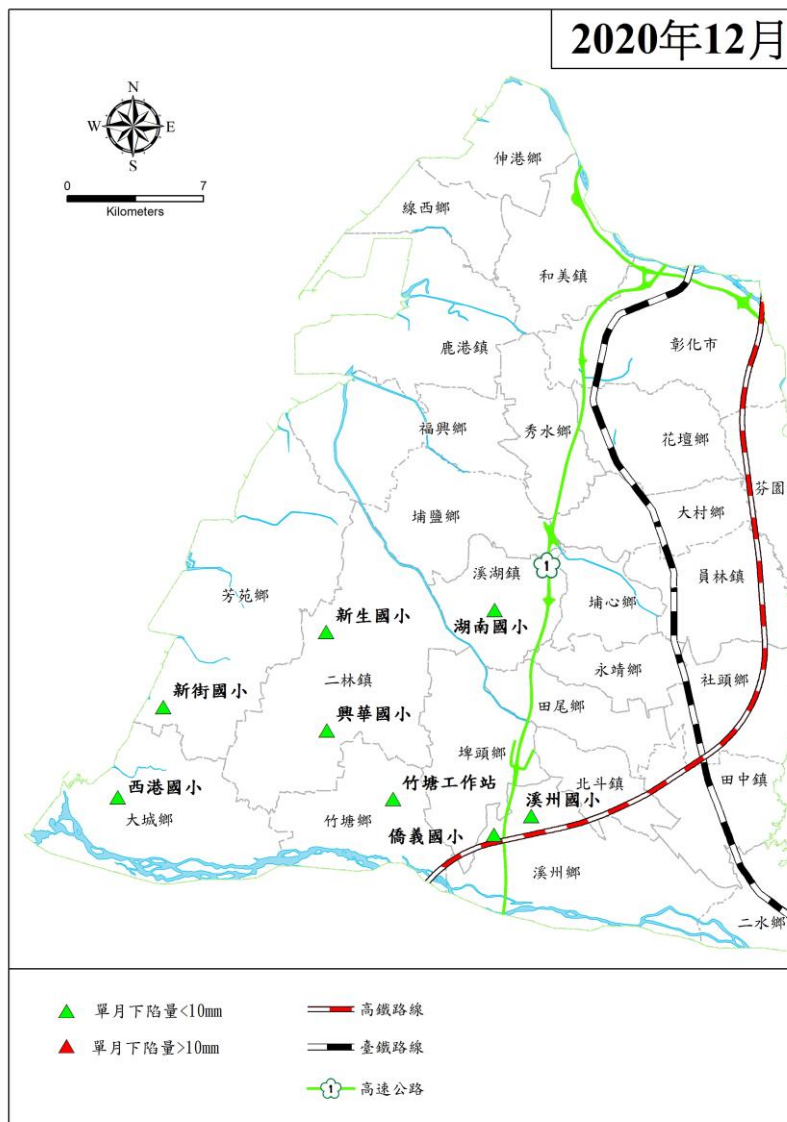 2020年12月
N
W
E
S
0
7
Kilometers
伸港鄉
線西鄉
和美鎮
鹿港鎮
彰化市
福興鄉
秀水鄉
花壇鄉
芬園
埔鹽鄉
大村鄉
溪湖鎮
1
員林鎮
芳苑鄉
埔心鄉
新生國小
湖南國小
永靖鄉
二林鎮
社頭鄉
新街國小
田尾鄉
興華國小
埤頭鄉
北斗鎮
田中鎮
西港國小
竹塘工作站
溪州國小
大城鄉
竹塘鄉
僑義國小
溪州鄉
二水鄉
單月下陷量<10mm
高鐵路線
單月下陷量>10mm
臺鐵路線
1
高速公路